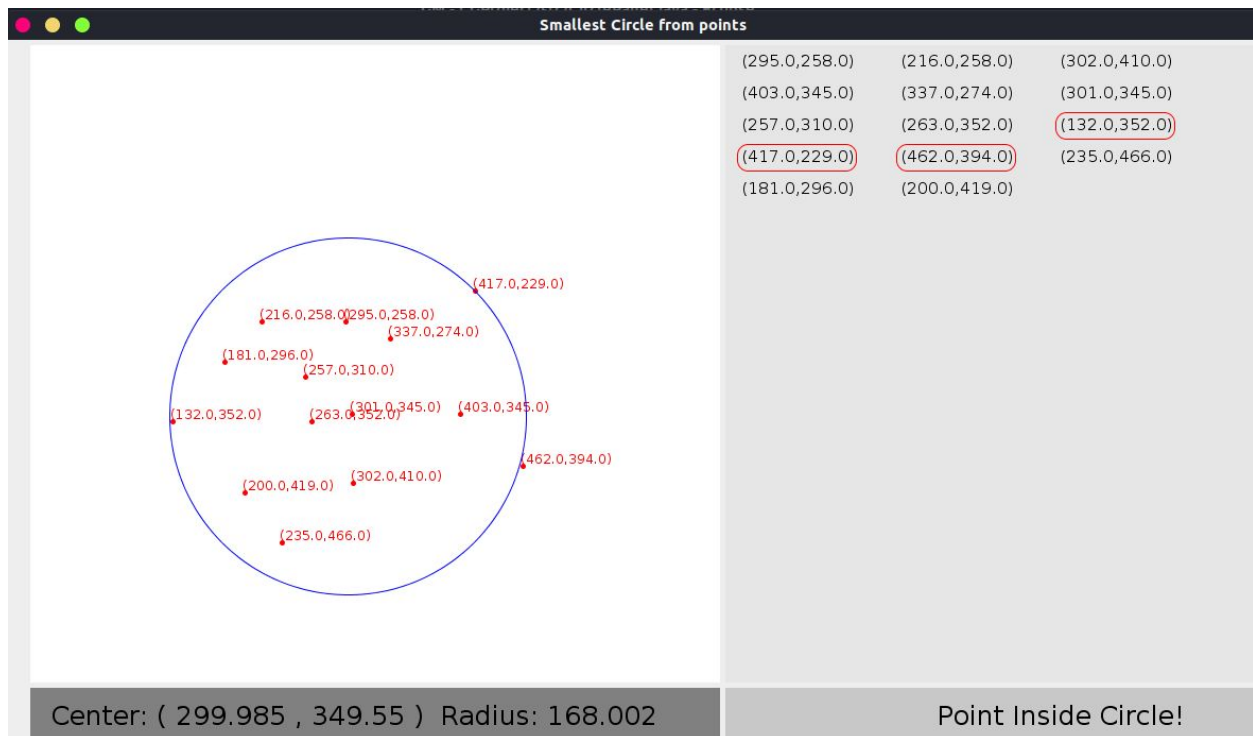 Smallest Circle from points
(295.0,258.0) (216.0,258.0) (302.0,410.0)
(403.0,345.0) (337.0,274.0) (301.0,345.0)
(257.0,310.0) (263.0,352.0) (132.0,352.0)
(417.0,229.0) (462.0,394.0) (235.0,466.0)
(181.0,296.0) (200.0,419.0)
(417.0,229.0)
(216.0,258.0) (295.0,258.0)
(337.0,274.0)
(181.0,296.0)
(257.0,310.0)
(132.0,352.0) (263.0,352.0) (301.0,345.0) (403.0,345.0)
(462.0,394.0)
(200.0,419.0) (302.0,410.0)
(235.0,466.0)
Center: ( 299.985 , 349.55 ) Radius: 168.002
Point Inside Circle!